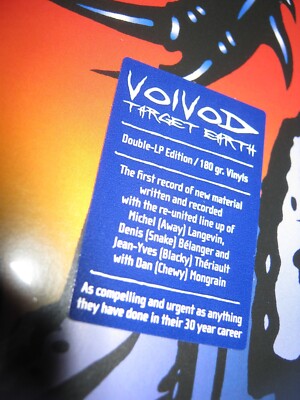 VOIVOD
TARGET EARTH
Double-LP Edition / 180 gr. Vinyls
The first record of new material
written and recorded
with the re-united line up of
Michel (Away) Langevin,
Denis (Snake) Bélanger and
Jean-Yves (Blacky) Thériault
with Dan (Chewy) Mongrain
As compelling and urgent as anything
they have done in their 30 year career